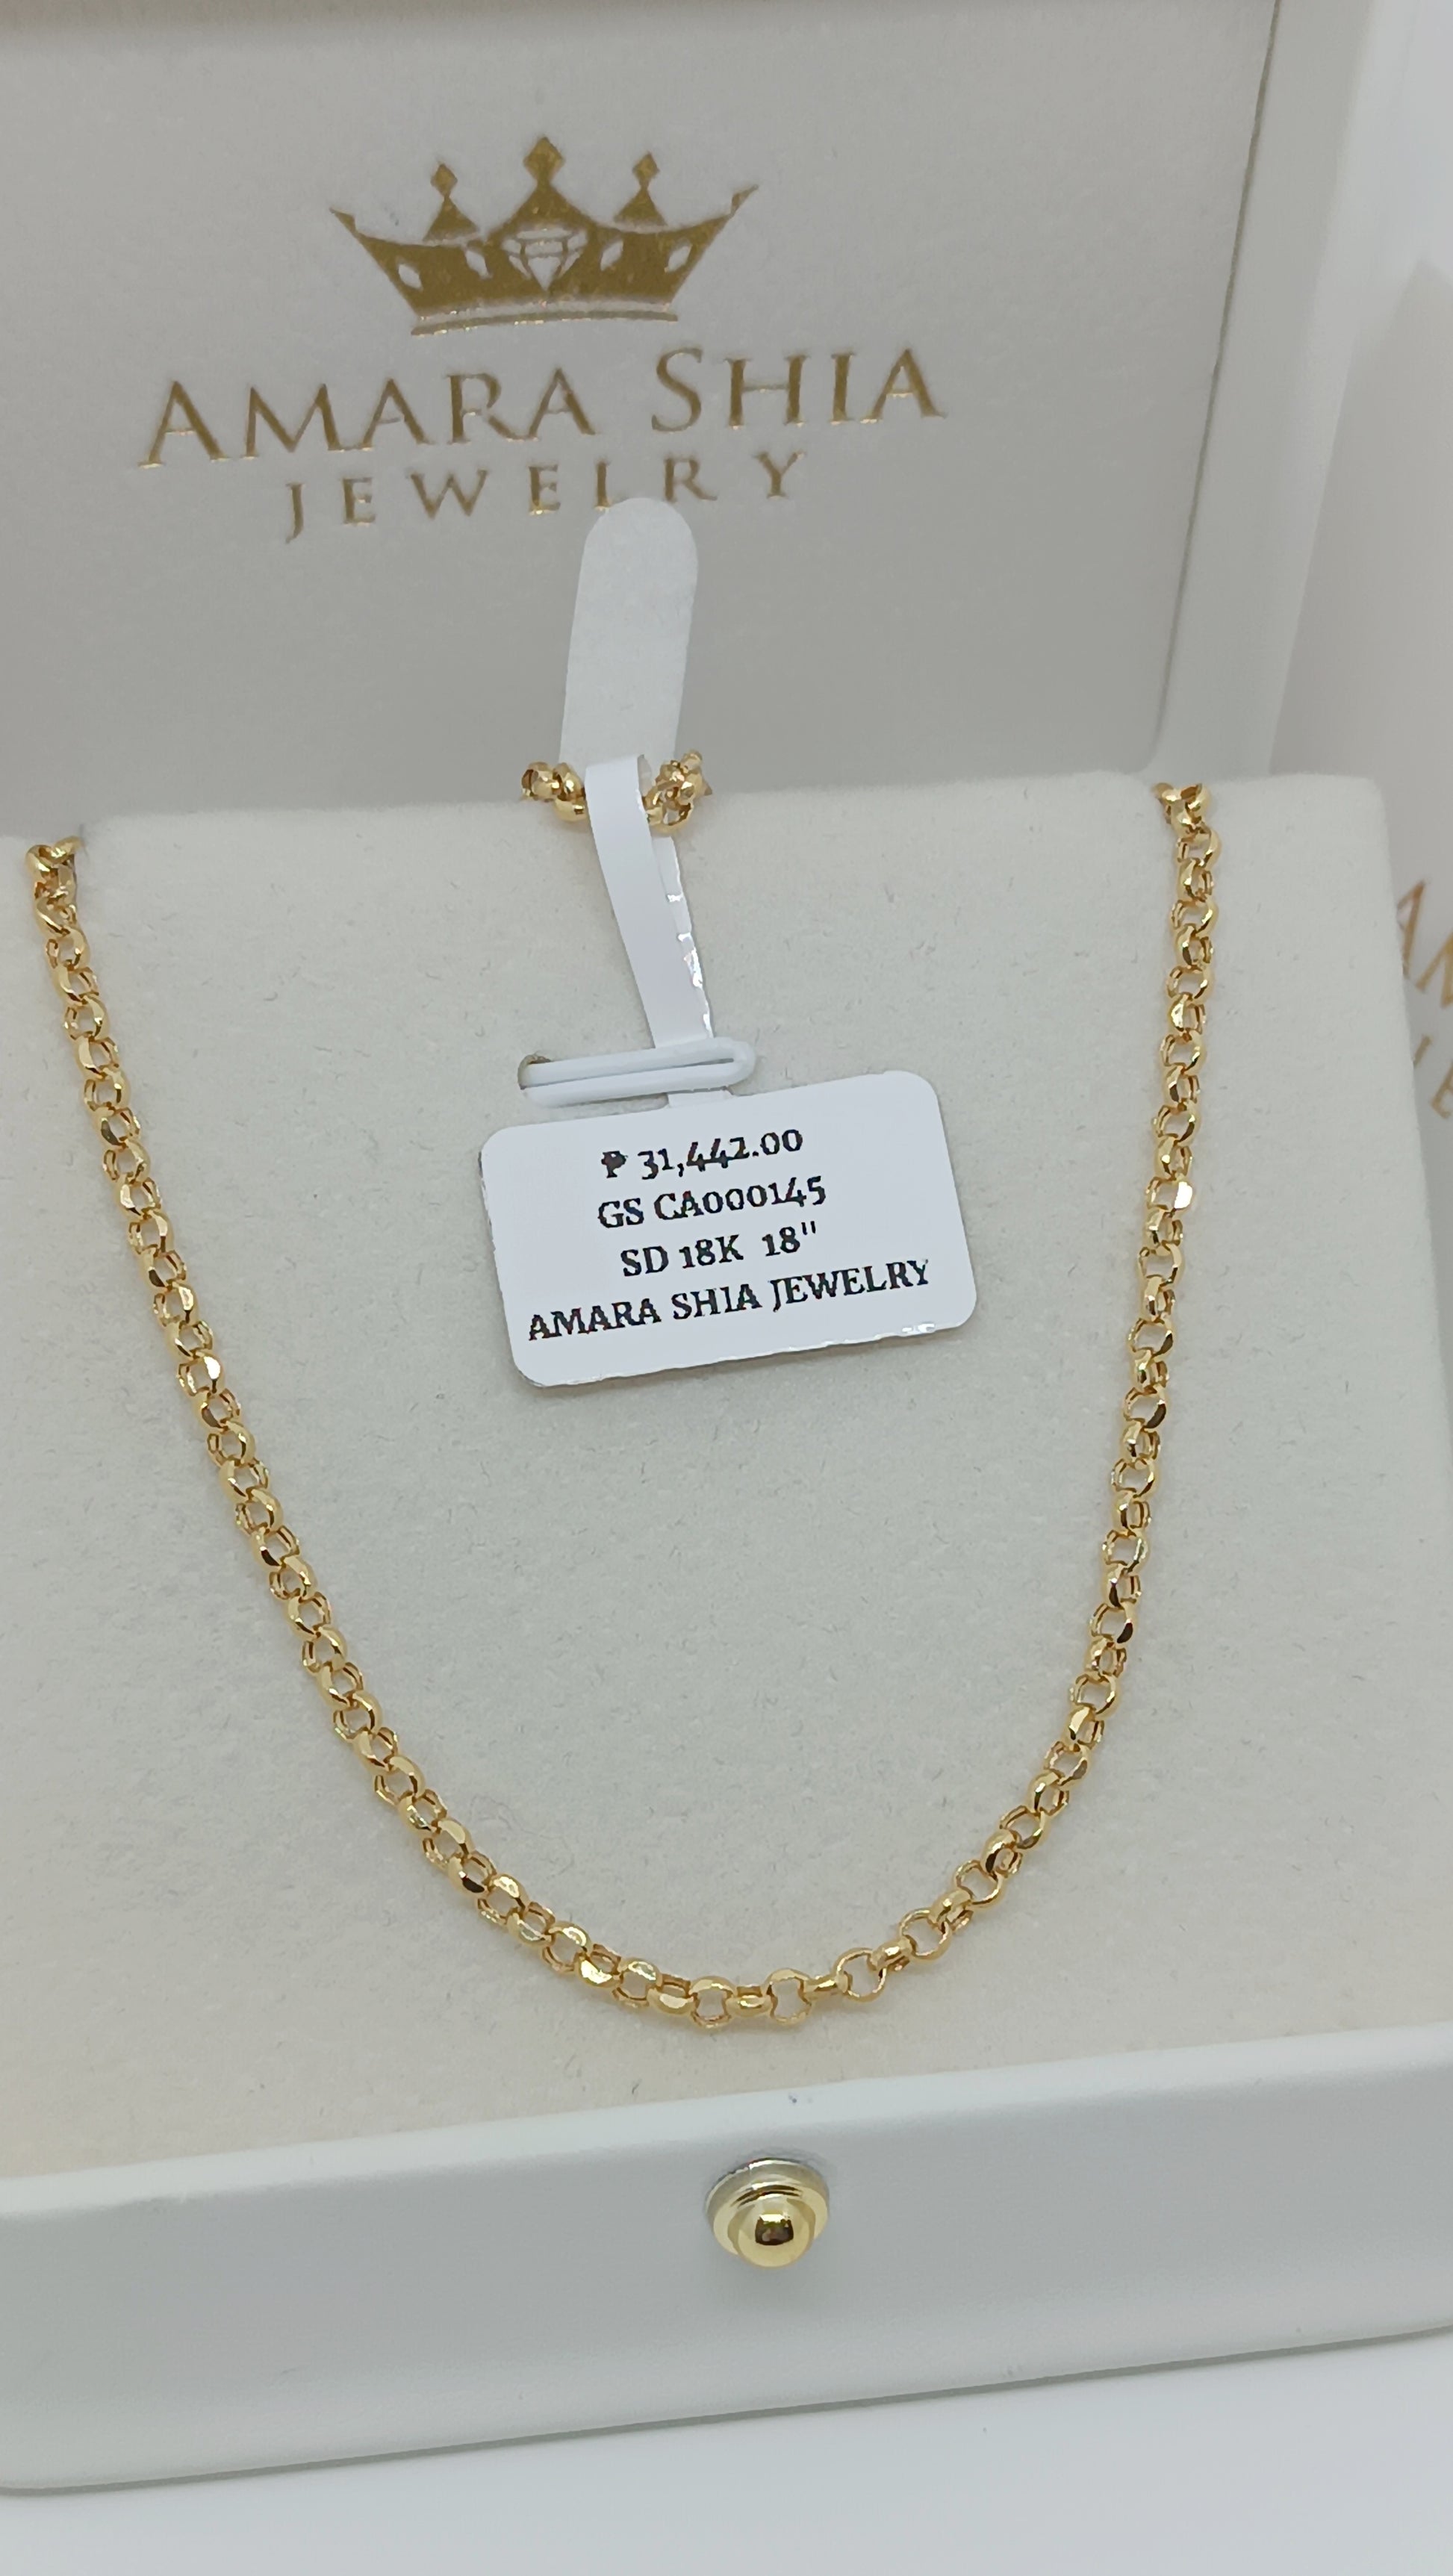 AMARA SHIA
JEWELRY
₱ 31,442.00
GS CA000145
SD 18K 18"
AMARA SHIA JEWELRY